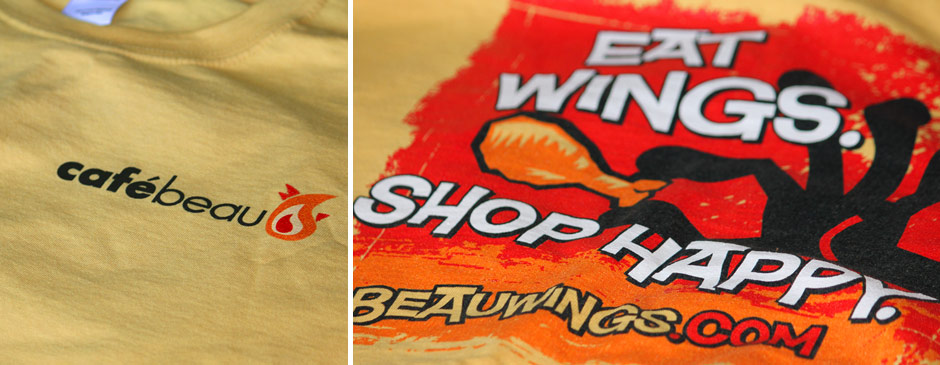 cafébeau
EAT
WINGS.
SHOP HAPPY.
BEAUWINGS.COM